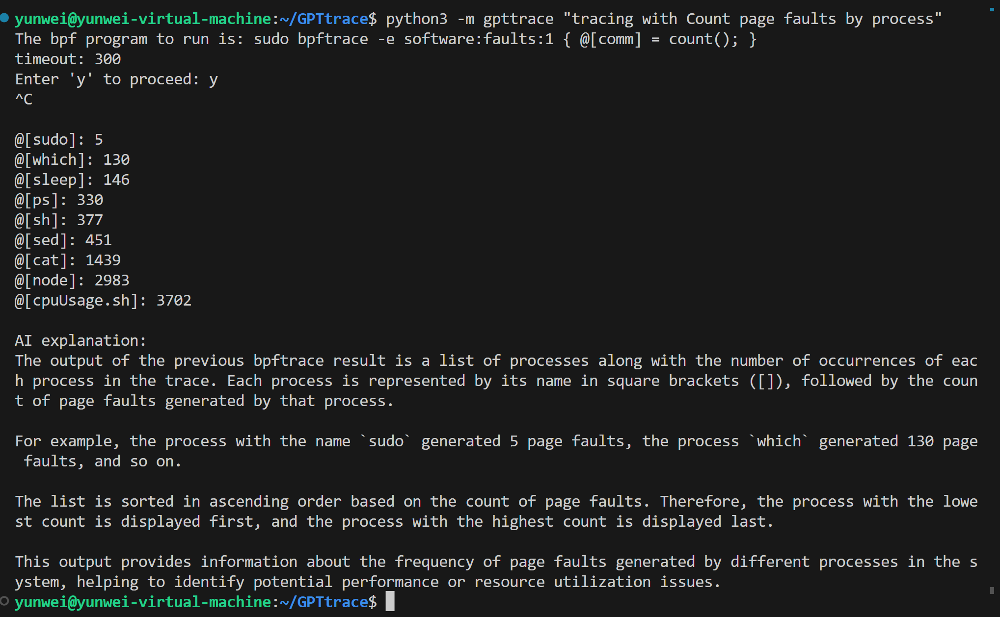 yunwei@yunwei-virtual-machine:~/GPTtrace$ python3 -m gpttrace "tracing with Count page faults by process"
The bpf program to run is: sudo bpftrace -e software:faults:1 { @[comm] = count(); }
timeout: 300
Enter 'y' to proceed: y
^C

@[sudo]: 5
@[which]: 130
@[sleep]: 146
@[ps]: 330
@[sh]: 377
@[sed]: 451
@[cat]: 1439
@[node]: 2983
@[cpuUsage.sh]: 3702

AI explanation:
The output of the previous bpftrace result is a list of processes along with the number of occurrences of eac
h process in the trace. Each process is represented by its name in square brackets ([]), followed by the coun
t of page faults generated by that process.

For example, the process with the name `sudo` generated 5 page faults, the process `which` generated 130 page
 faults, and so on.

The list is sorted in ascending order based on the count of page faults. Therefore, the process with the lowe
st count is displayed first, and the process with the highest count is displayed last.

This output provides information about the frequency of page faults generated by different processes in the s
ystem, helping to identify potential performance or resource utilization issues.
yunwei@yunwei-virtual-machine:~/GPTtrace$